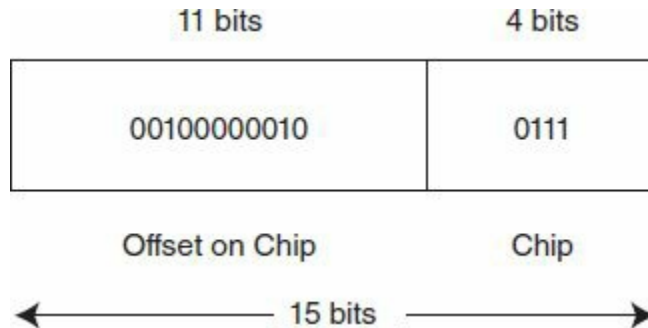 11 bits 4 bits
00100000010 0111
Offset on Chip Chip
15 bits